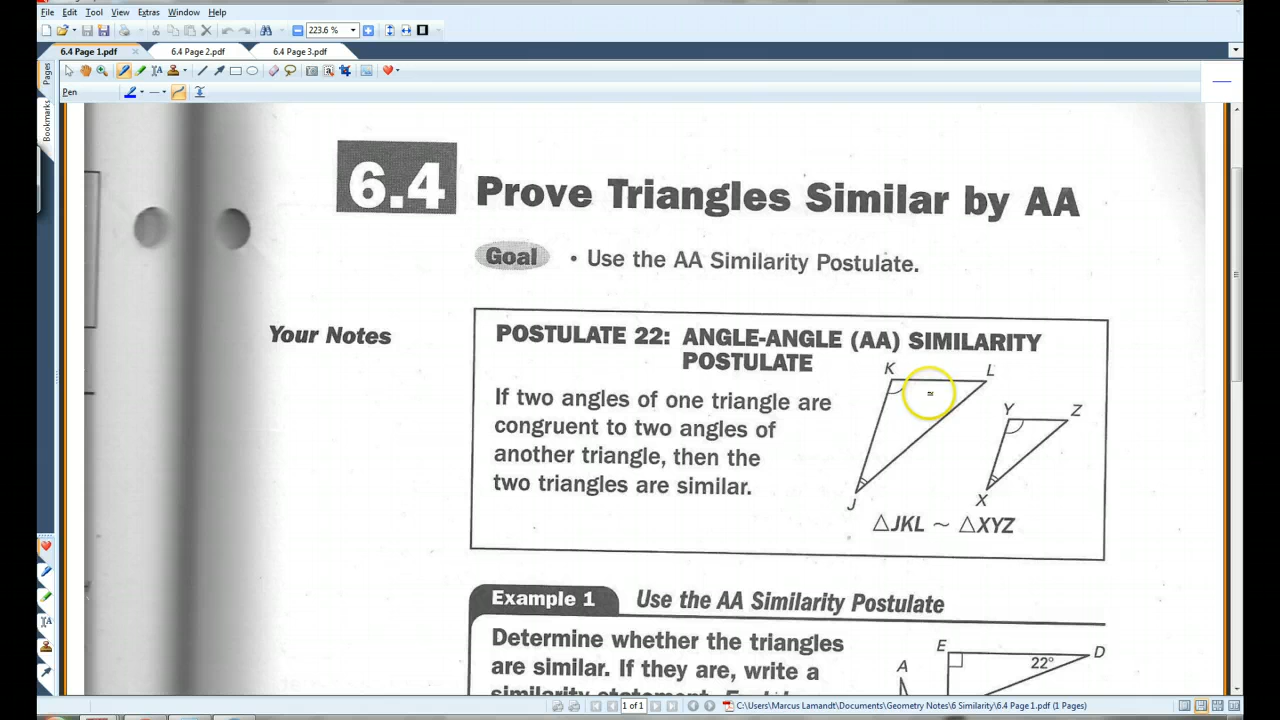 File Edit Tool View Extras Window Help
223.6 %
6.4 Page 1.pdf 6.4 Page 2.pdf 6.4 Page 3.pdf
Pages
Bookmarks
Pen
6.4 Prove Triangles Similar by AA
Goal • Use the AA Similarity Postulate.
Your Notes
POSTULATE 22: ANGLE-ANGLE (AA) SIMILARITY
POSTULATE
If two angles of one triangle are
congruent to two angles of
another triangle, then the
two triangles are similar.
K L
Y Z
J X
△JKL ~ △XYZ
Example 1 Use the AA Similarity Postulate
Determine whether the triangles
are similar. If they are, write a
similarity statement.
E D
22°
A
1 of 1
C:\Users\Marcus Lamandt\Documents\Geometry Notes\6 Similarity\6.4 Page 1.pdf (1 Pages)